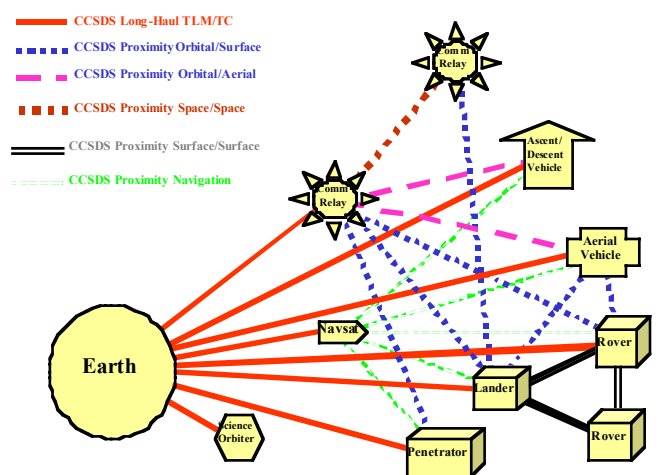 CCSDS Long-Haul TLM/TC
CCSDS Proximity Orbital/Surface
CCSDS Proximity Orbital/Aerial
CCSDS Proximity Space/Space
CCSDS Proximity Surface/Surface
CCSDS Proximity Navigation
Comm
Relay
Ascent/
Descent
Vehicle
Comm
Relay
Aerial
Vehicle
Navsat
Rover
Earth
Lander
Science
Orbiter
Rover
Penetrator